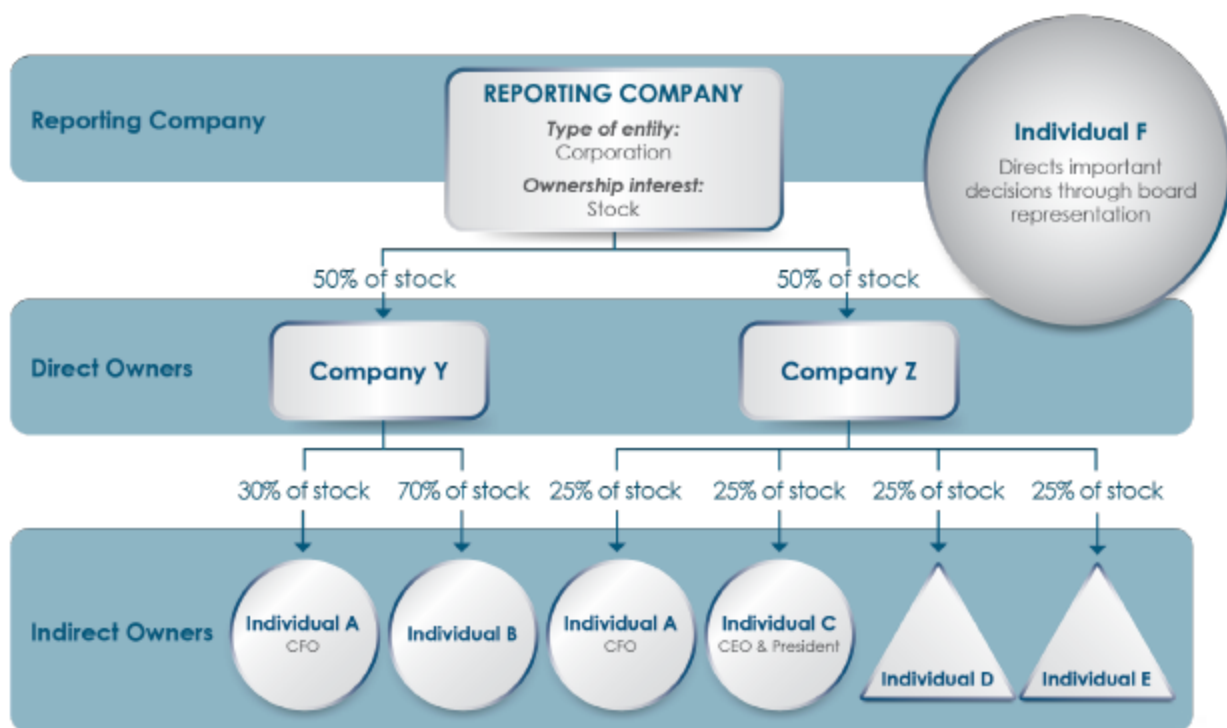 REPORTING COMPANY
Type of entity:
Corporation
Ownership interest:
Stock
Reporting Company
Individual F
Directs important
decisions through board
representation
50% of stock
50% of stock
Direct Owners
Company Y
Company Z
30% of stock
70% of stock
25% of stock
25% of stock
25% of stock
25% of stock
Indirect Owners
Individual A
CFO
Individual B
Individual A
CFO
Individual C
CEO & President
Individual D
Individual E